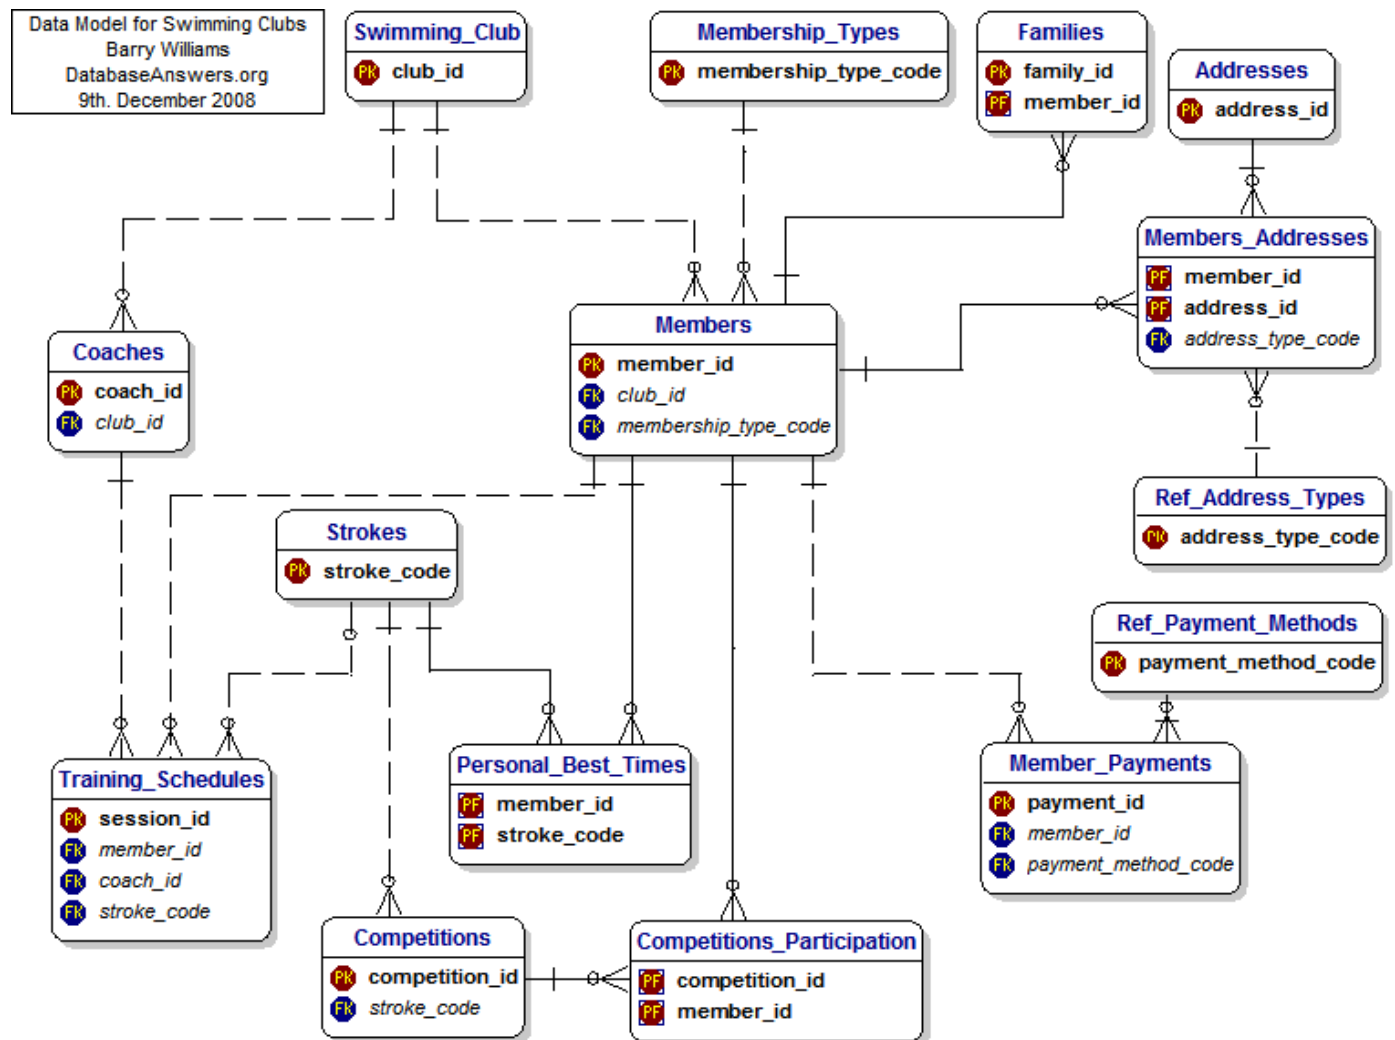 Data Model for Swimming Clubs
Barry Williams
DatabaseAnswers.org
9th. December 2008
Swimming_Club
PK club_id
Membership_Types
PK membership_type_code
Families
PK family_id
PF member_id
Addresses
PK address_id
Members_Addresses
PF member_id
PF address_id
FK address_type_code
Coaches
PK coach_id
FK club_id
Members
PK member_id
FK club_id
FK membership_type_code
Ref_Address_Types
PK address_type_code
Strokes
PK stroke_code
Ref_Payment_Methods
PK payment_method_code
Training_Schedules
PK session_id
FK member_id
FK coach_id
FK stroke_code
Personal_Best_Times
PF member_id
PF stroke_code
Member_Payments
PK payment_id
FK member_id
FK payment_method_code
Competitions
PK competition_id
FK stroke_code
Competitions_Participation
PF competition_id
PF member_id